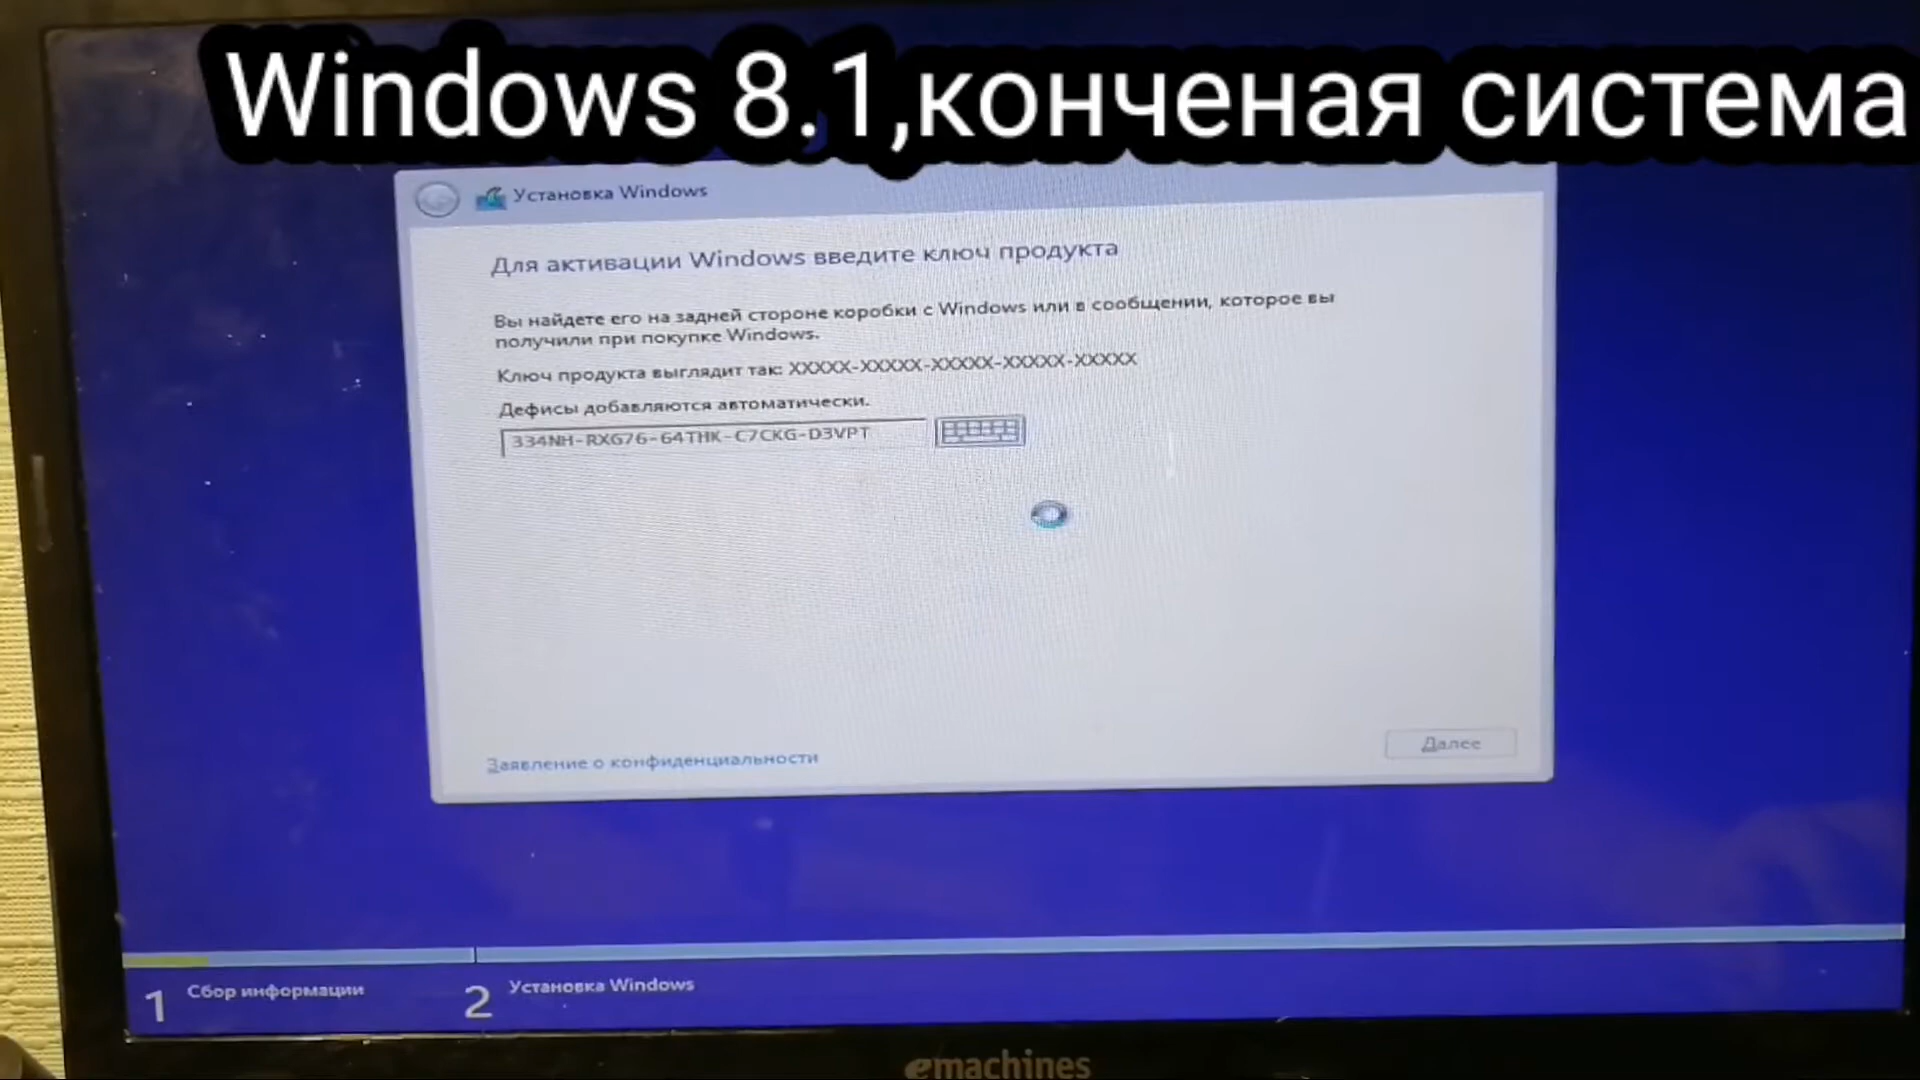 Windows 8.1,конченая система
Установка Windows
Для активации Windows введите ключ продукта
Вы найдете его на задней стороне коробки с Windows или в сообщении, которое вы
получили при покупке Windows.
Ключ продукта выглядит так: XXXXX-XXXXX-XXXXX-XXXXX-XXXXX
Дефисы добавляются автоматически.
334NH-RXG76-64THK-C7CKG-D3VPT
Заявление о конфиденциальности
Далее
1 Сбор информации
2 Установка Windows
emachines